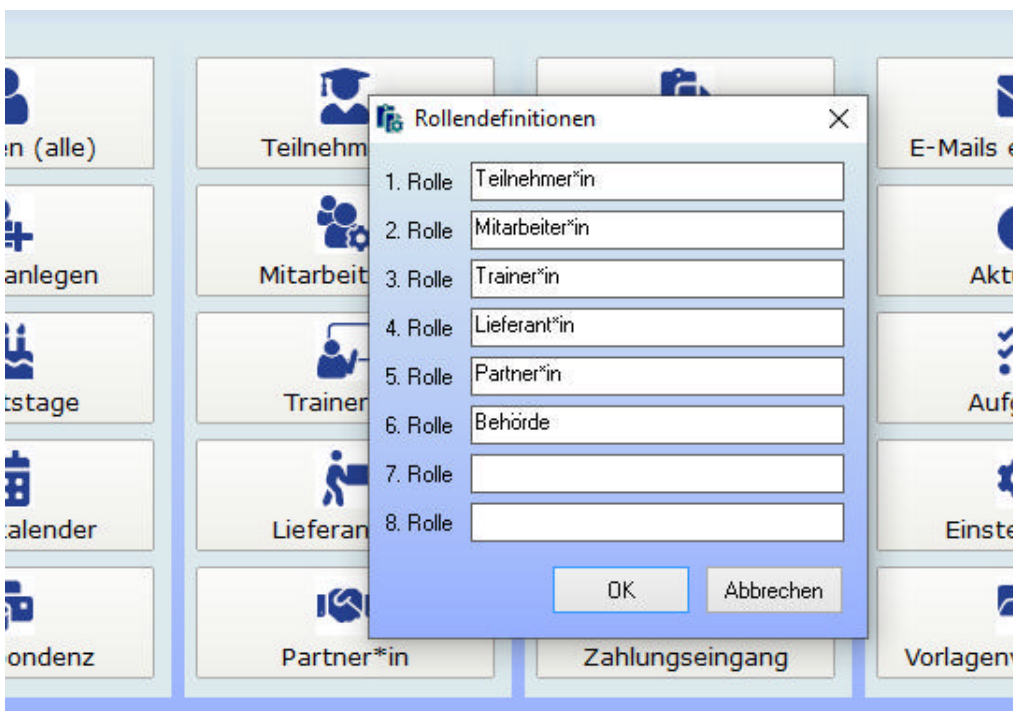 Rollendefinitionen
1. Rolle Teilnehmer*in
2. Rolle Mitarbeiter*in
3. Rolle Trainer*in
4. Rolle Lieferant*in
5. Rolle Partner*in
6. Rolle Behörde
7. Rolle
8. Rolle
OK Abbrechen
n (alle)
anlegen
tstage
alender
ondenz
Teilnehm
Mitarbeit
Trainer
Lieferan
Partner*in
Zahlungseingang
E-Mails e
Akt
Auf
Einste
Vorlagen